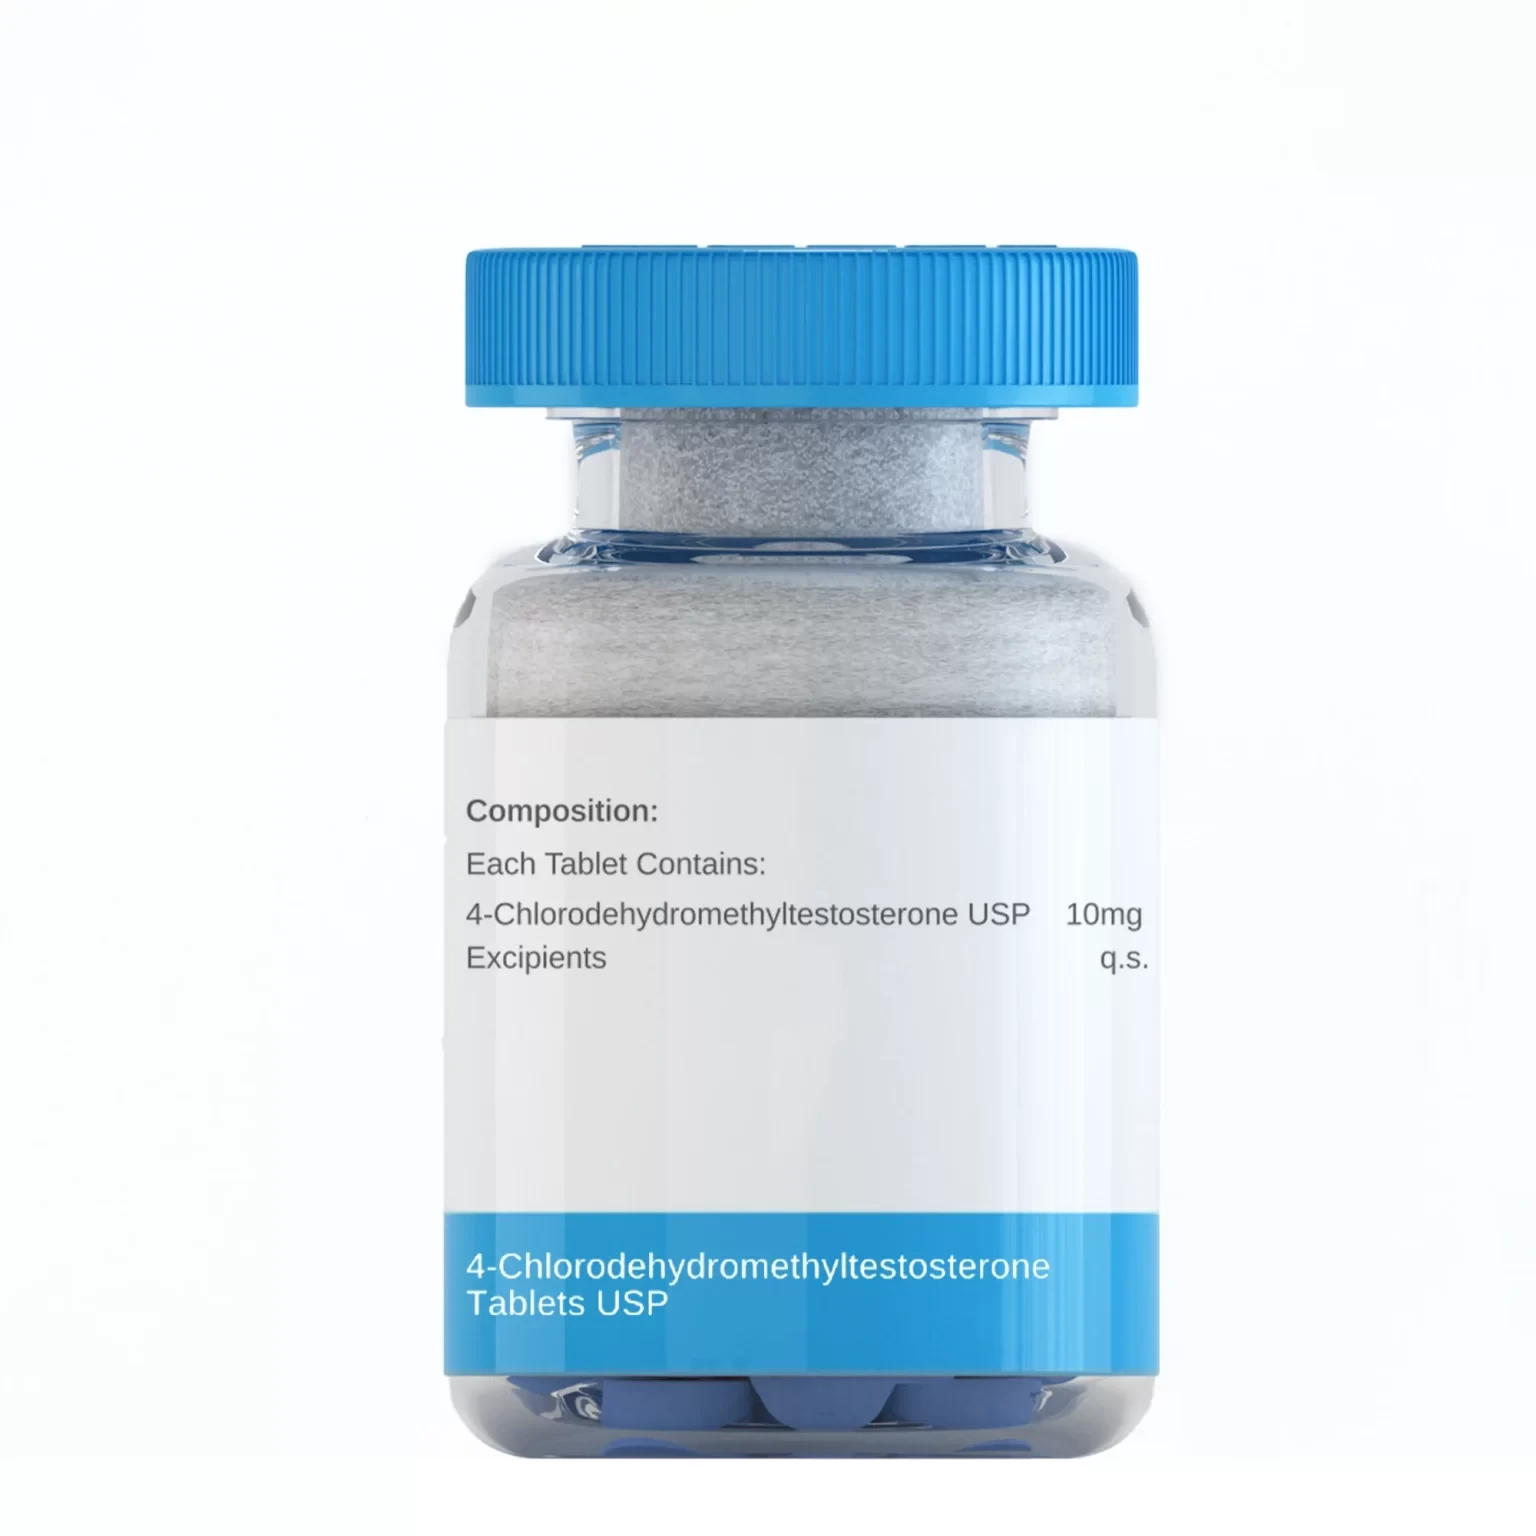 Composition:
Each Tablet Contains:
4-Chlorodehydromethyltestosterone USP 10mg
Excipients q.s.
4-Chlorodehydromethyltestosterone
Tablets USP